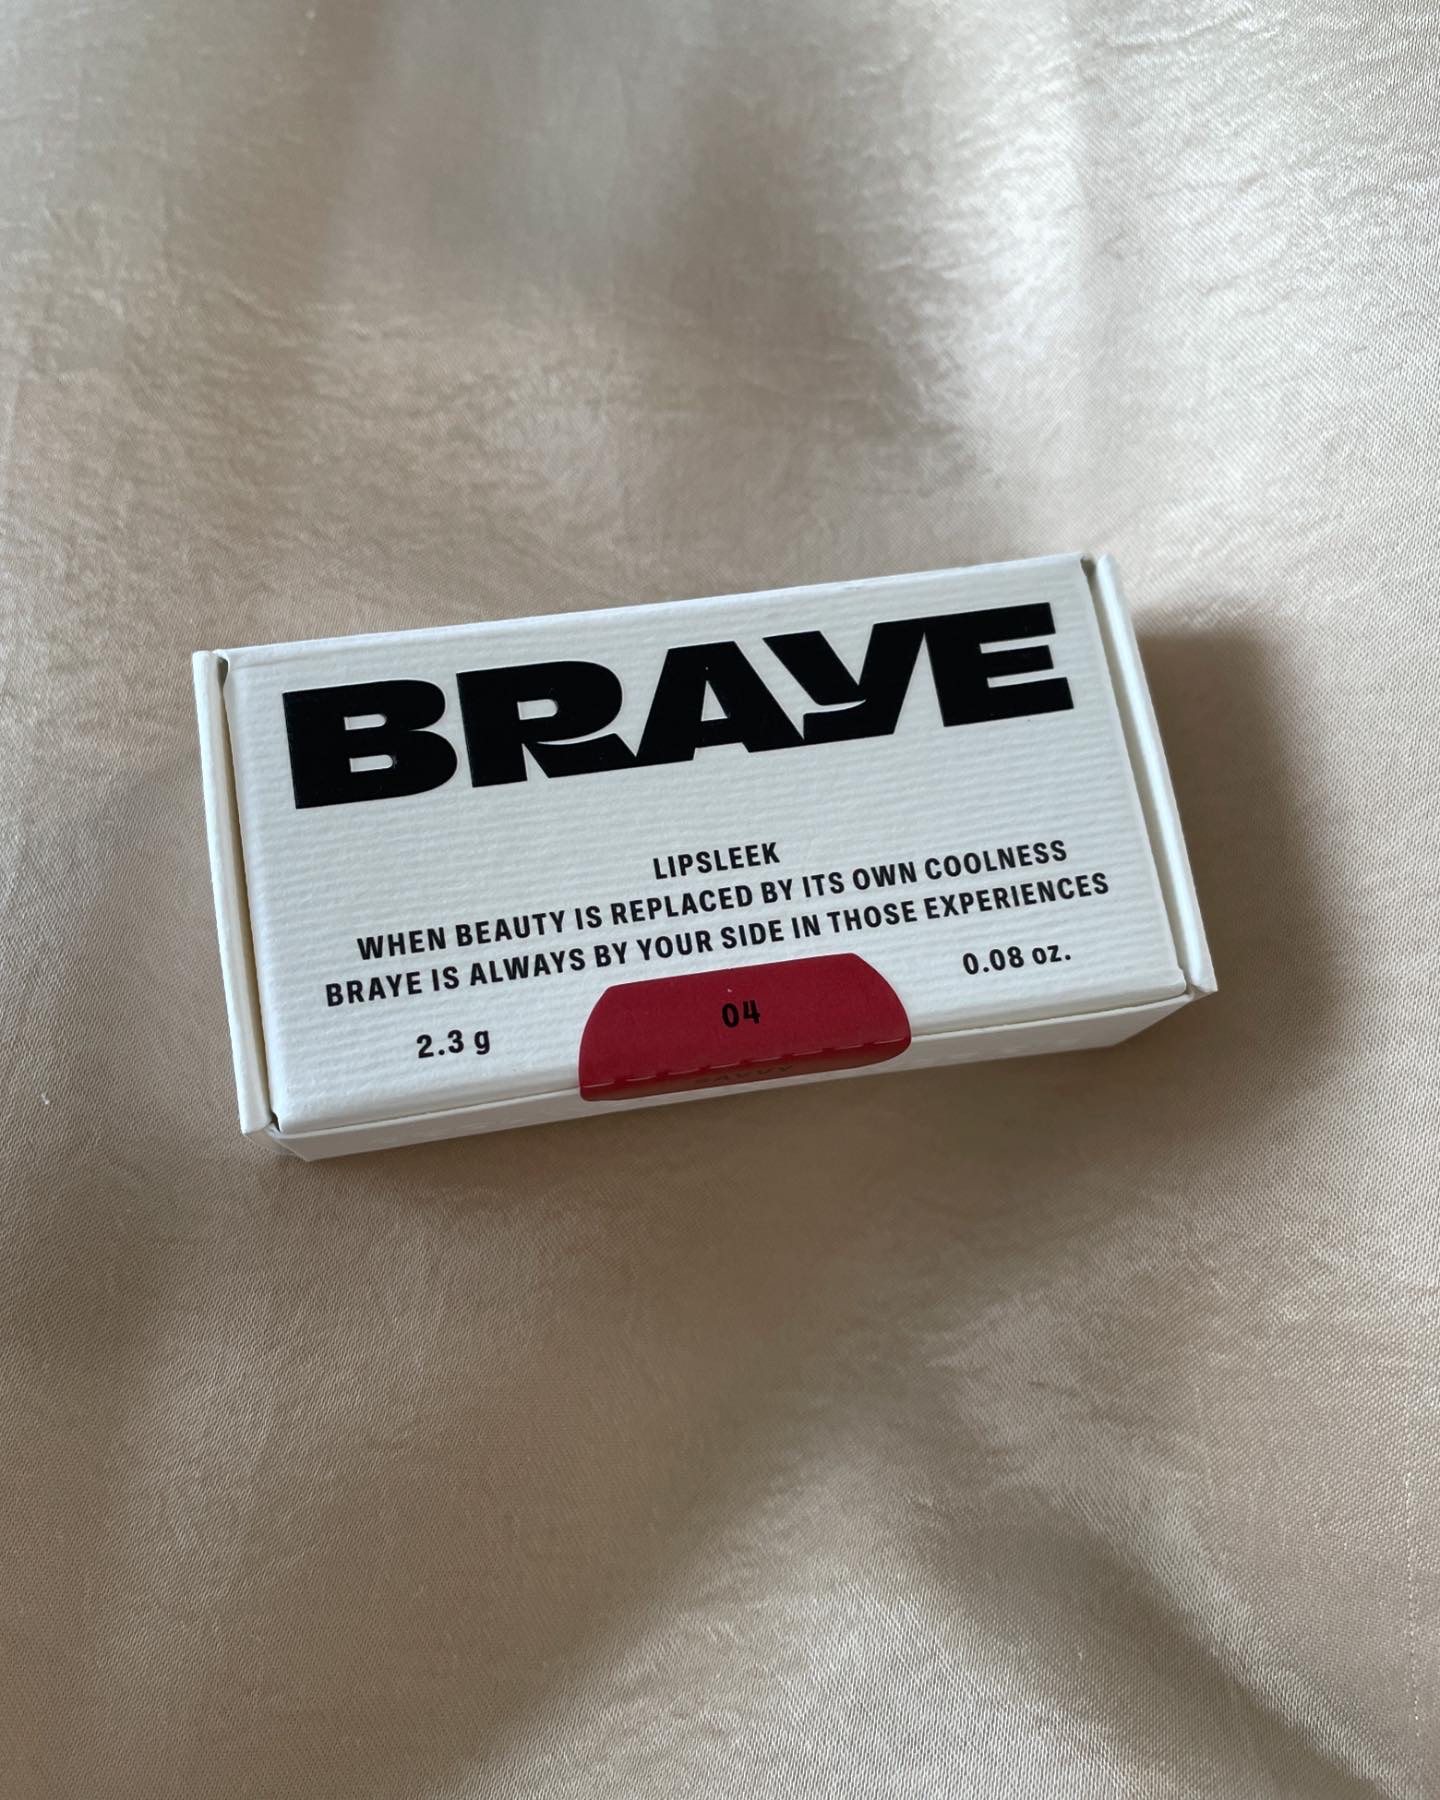 BRAYE
LIPSLEEK
WHEN BEAUTY IS REPLACED BY ITS OWN COOLNESS
BRAYE IS ALWAYS BY YOUR SIDE IN THOSE EXPERIENCES
2.3 g
0.08 oz.
04
SAVVY